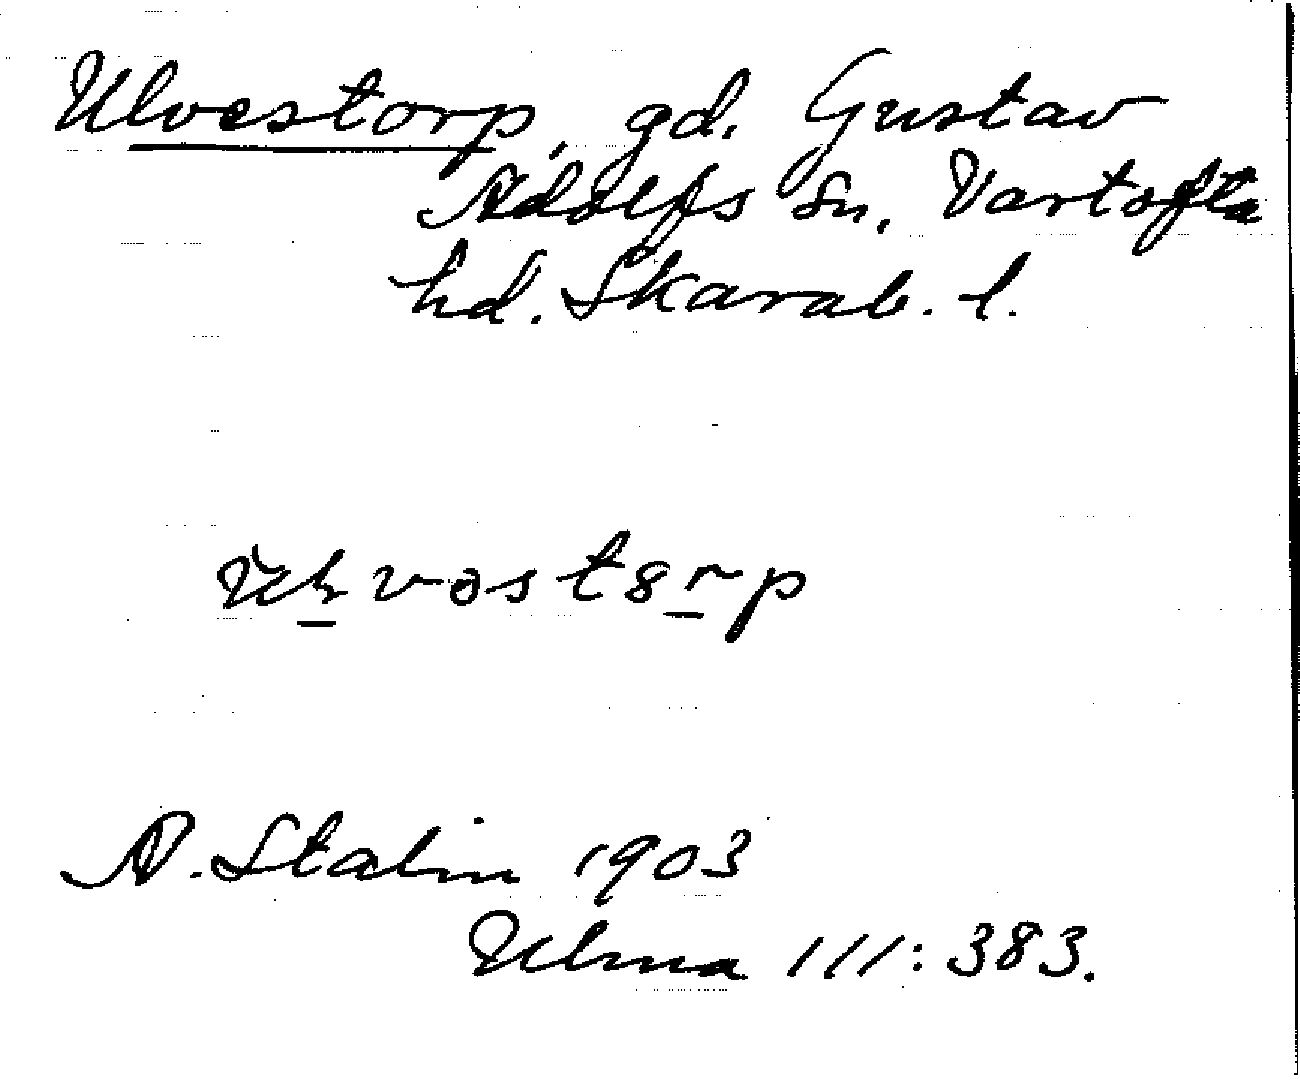 Ulvestorp, gd. Gustav
Adolfs sn, Vartofta
hd. Skarab. l.
A. Stalin 1903
Ulma 111:383.